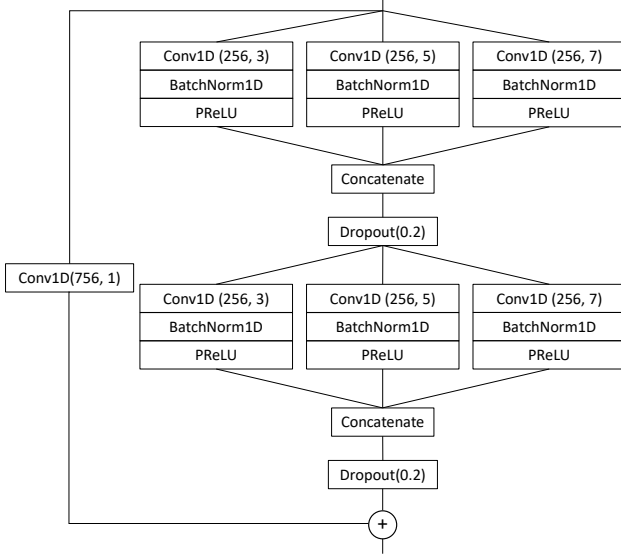 Conv1D (256, 3)
Conv1D (256, 5)
Conv1D (256, 7)
BatchNorm1D
BatchNorm1D
BatchNorm1D
PReLU
PReLU
PReLU
Concatenate
Dropout(0.2)
Conv1D(756, 1)
Conv1D (256, 3)
Conv1D (256, 5)
Conv1D (256, 7)
BatchNorm1D
BatchNorm1D
BatchNorm1D
PReLU
PReLU
PReLU
Concatenate
Dropout(0.2)
+